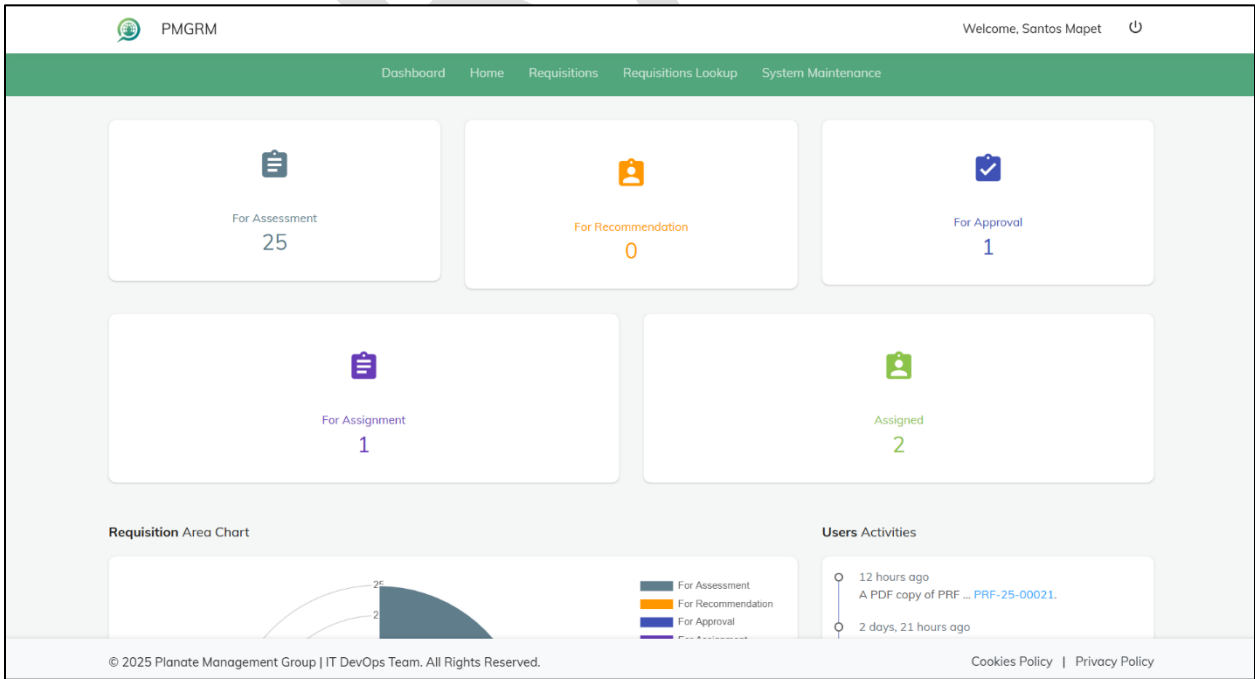 PMGRM
Welcome, Santos Mapet
Dashboard Home Requisitions Requisitions Lookup System Maintenance
For Assessment
25
For Recommendation
0
For Approval
1
For Assignment
1
Assigned
2
Requisition Area Chart
25
2
For Assessment
For Recommendation
For Approval
For Assignment
Users Activities
12 hours ago
A PDF copy of PRF ... PRF-25-00021.
2 days, 21 hours ago
© 2025 Planate Management Group | IT DevOps Team. All Rights Reserved.
Cookies Policy | Privacy Policy